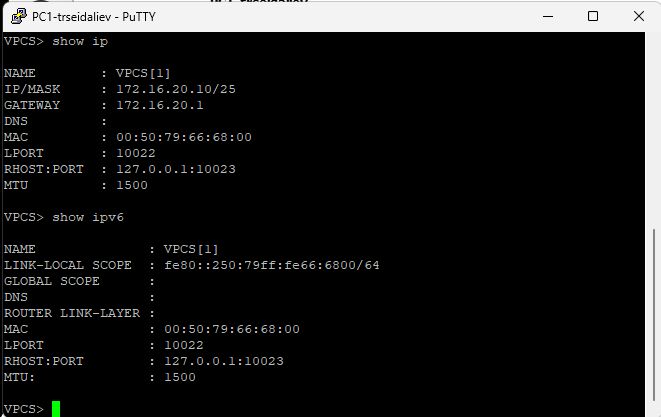 PC1-trseidaliev - PuTTY
VPCS> show ip
NAME : VPCS[1]
IP/MASK : 172.16.20.10/25
GATEWAY : 172.16.20.1
DNS :
MAC : 00:50:79:66:68:00
LPORT : 10022
RHOST:PORT : 127.0.0.1:10023
MTU : 1500
VPCS> show ipv6
NAME : VPCS[1]
LINK-LOCAL SCOPE : fe80::250:79ff:fe66:6800/64
GLOBAL SCOPE :
DNS :
ROUTER LINK-LAYER :
MAC : 00:50:79:66:68:00
LPORT : 10022
RHOST:PORT : 127.0.0.1:10023
MTU: : 1500
VPCS>